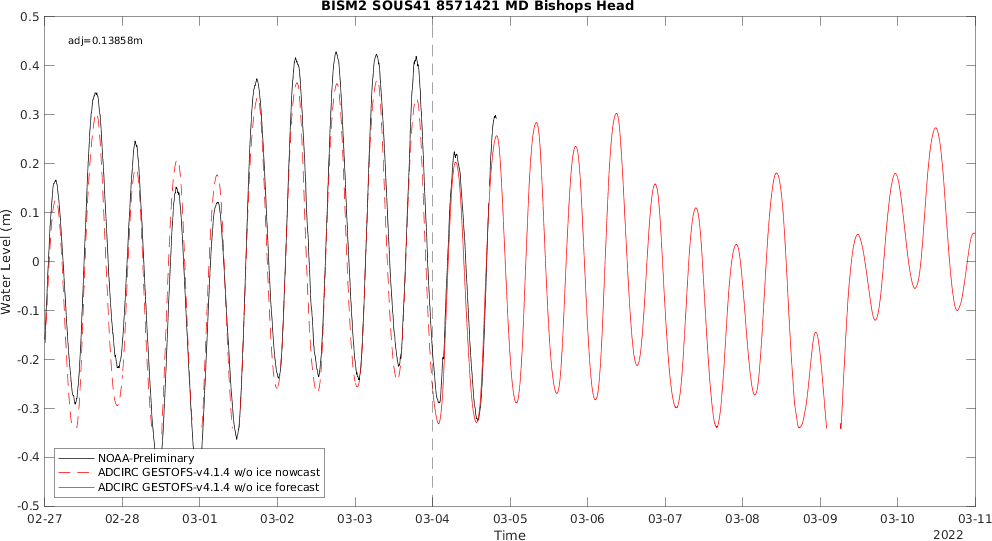 BISM2 SOUS41 8571421 MD Bishops Head
adj=0.13858m
Water Level (m)
0.5
0.4
0.3
0.2
0.1
0
-0.1
-0.2
-0.3
-0.4
-0.5
NOAA-Preliminary
ADCIRC GESTOFS-v4.1.4 w/o ice nowcast
ADCIRC GESTOFS-v4.1.4 w/o ice forecast
02-27 02-28 03-01 03-02 03-03 03-04 03-05 03-06 03-07 03-08 03-09 03-10 03-11
Time
2022